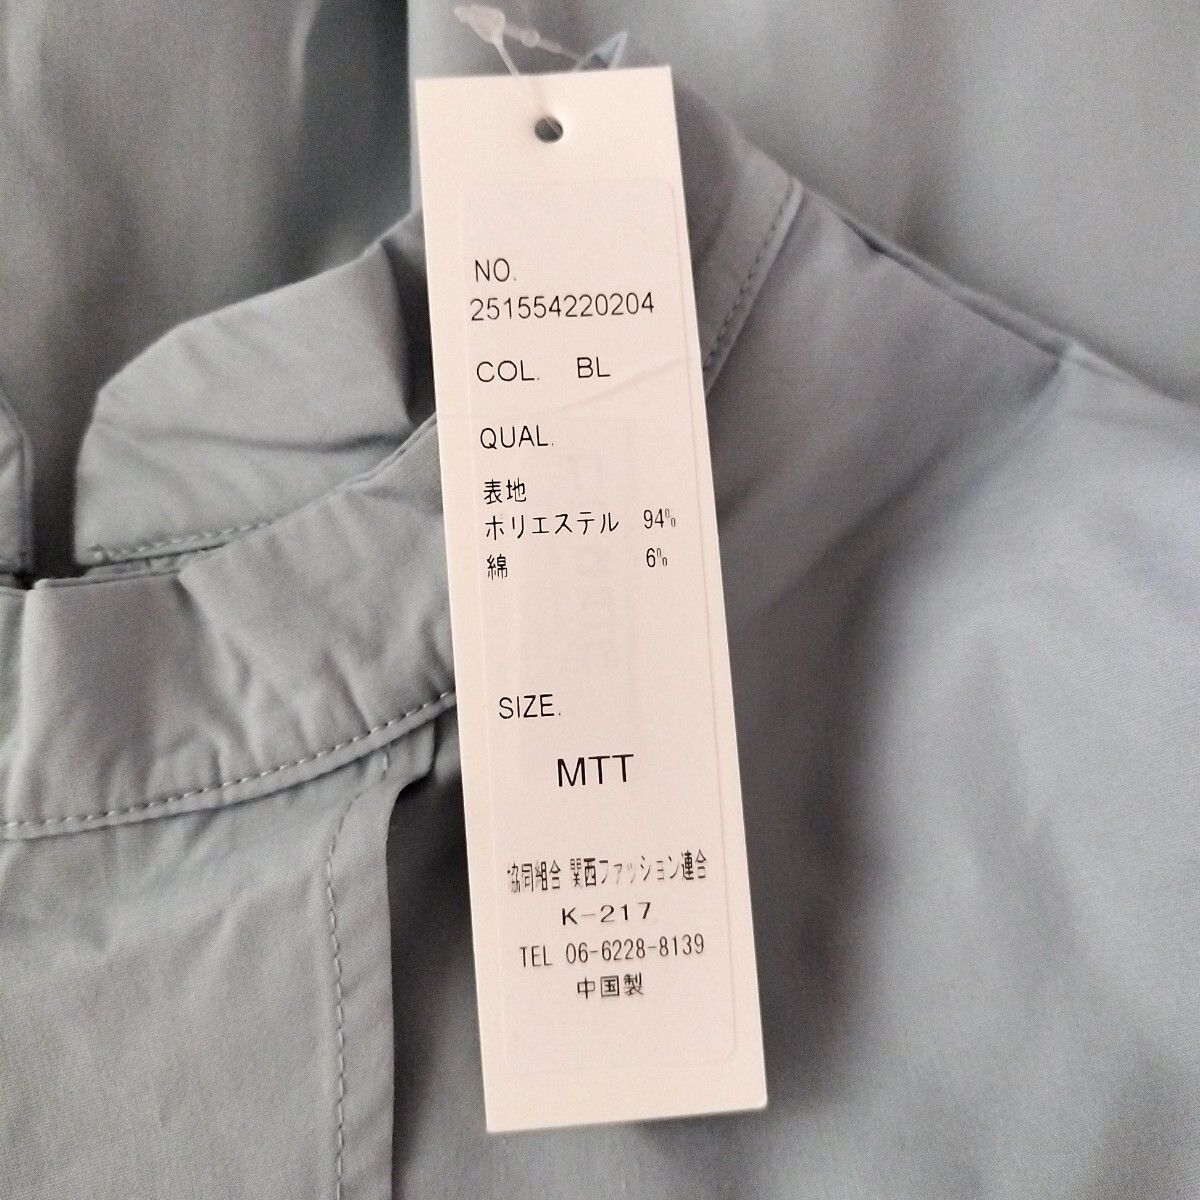 NO.
251554220204
COL. BL
QUAL.
表地
ポリエステル 94%
綿 6%
SIZE.
MTT
協同組合 関西ファッション連合
K-217
TEL 06-6228-8139
中国製